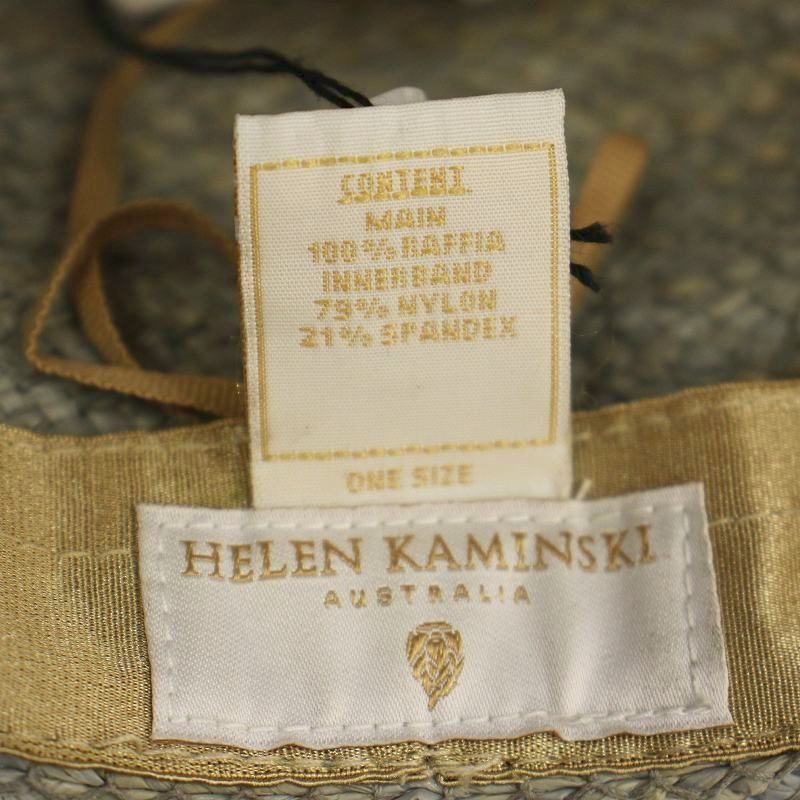 CONTENT
MAIN
100% RAFFIA
INNERBAND
79% NYLON
21% SPANDEX
ONE SIZE
HELEN KAMINSKI
AUSTRALIA